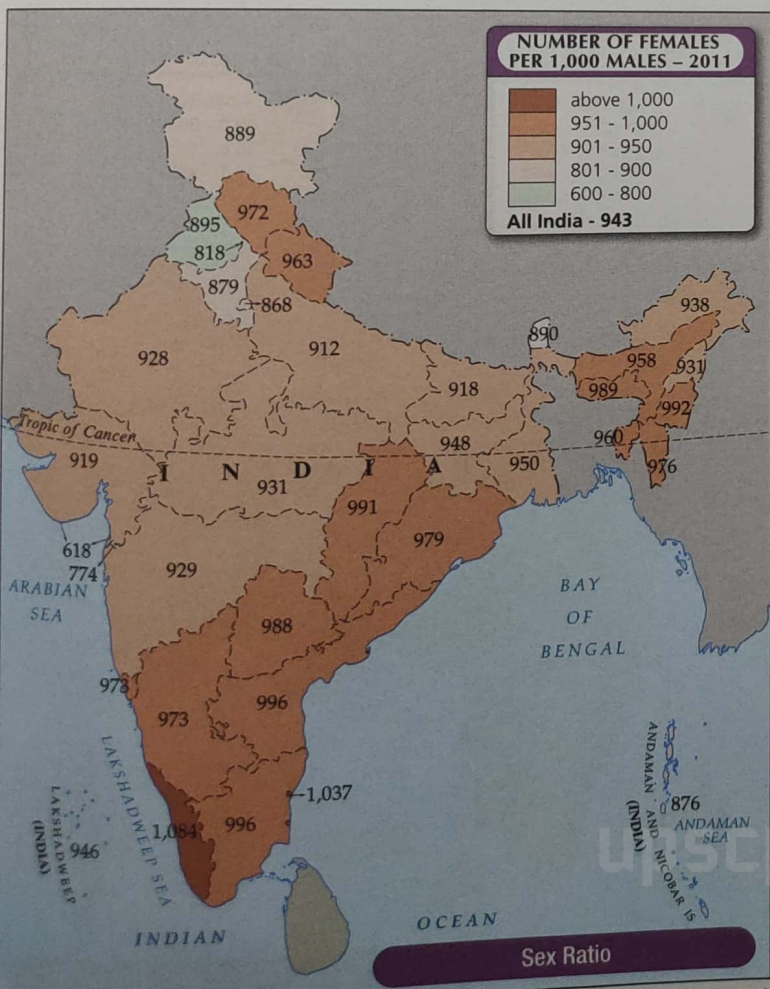 NUMBER OF FEMALES
PER 1,000 MALES – 2011
above 1,000
951 - 1,000
901 - 950
801 - 900
600 - 800
All India - 943
889
895
972
818
963
879
868
938
890
928
912
958
931
918
989
992
Tropic of Cancer
948
960
919
950
976
I N D I A
931
991
979
618
774
929
ARABIAN
SEA
BAY
OF
BENGAL
988
973
973
996
1,037
LAKSHADWEEP SEA
LAKSHADWEEP
(INDIA)
946
1,084
996
ANDAMAN AND NICOBAR IS
(INDIA)
876
ANDAMAN
SEA
upsc
INDIAN
OCEAN
Sex Ratio